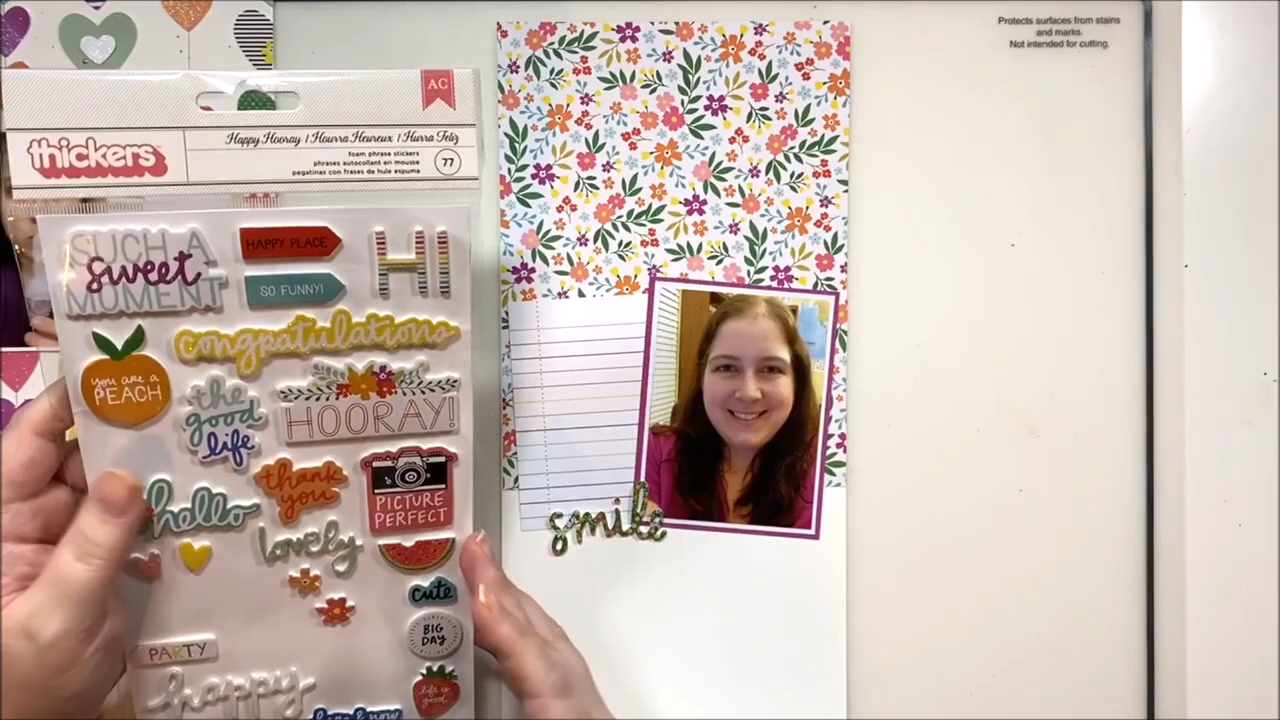 Protects surfaces from stains
and marks.
Not intended for cutting.
AC
thickers
Happy Hooray / Hourra Heureux / Hurra Feliz
foam phrase stickers
phrases autocollant en mousse
pegatinas con frases de hule espuma
77
SUCH A
sweet
MOMENT
HAPPY PLACE
SO FUNNY!
HI
congratulations
you are a
PEACH
the
good
life
HOORAY!
thank
you
PICTURE
PERFECT
hello
lovely
cute
BIG
DAY
PARTY
happy
life is
good
smile